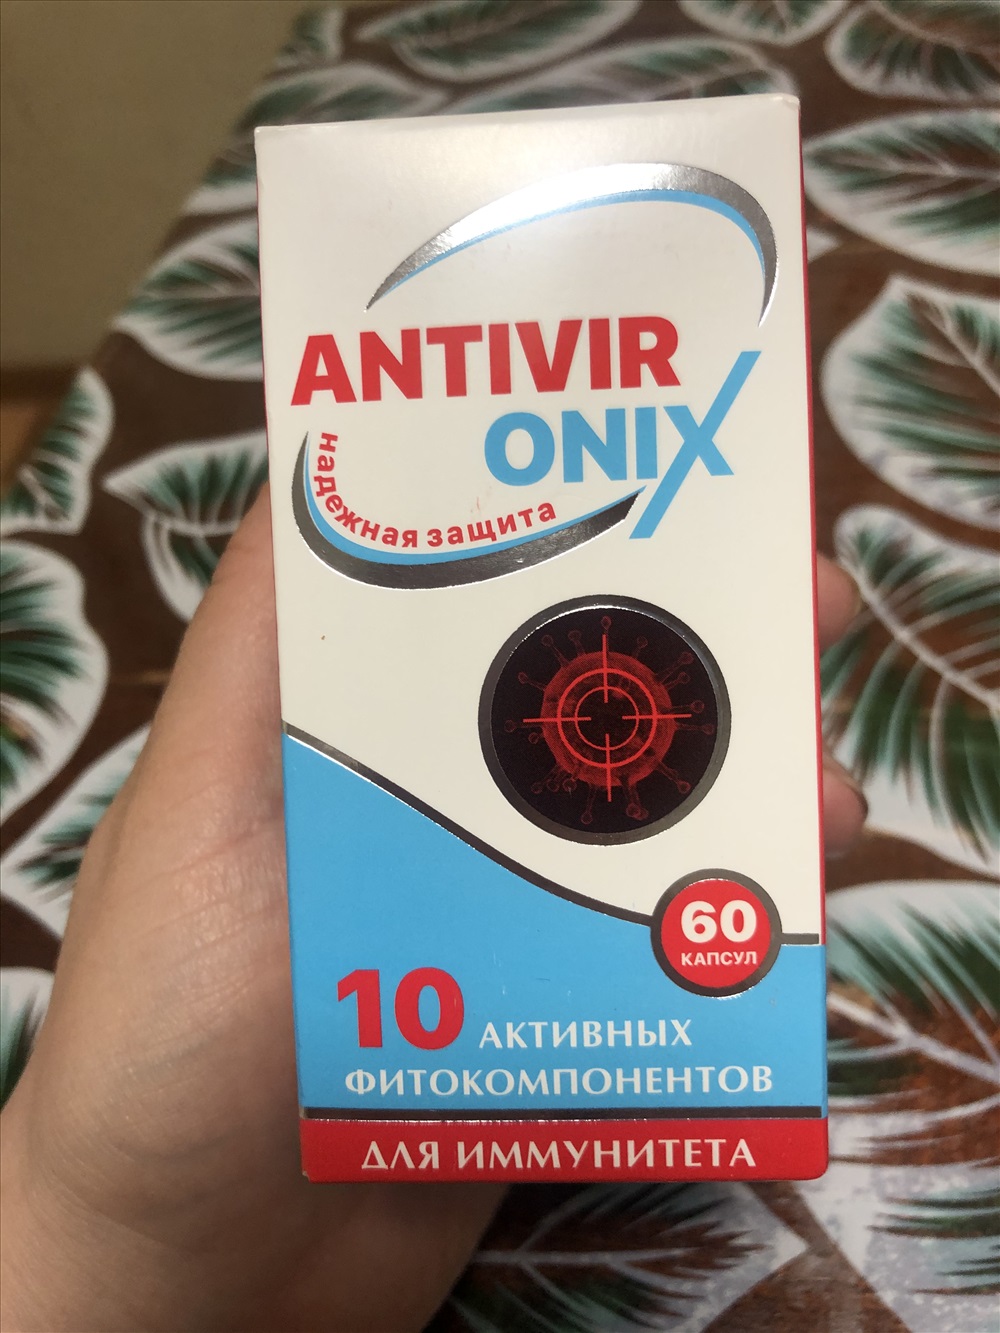 ANTIVIR
ONIX
надежная защита
60
КАПСУЛ
10 АКТИВНЫХ
ФИТОКОМПОНЕНТОВ
ДЛЯ ИММУНИТЕТА